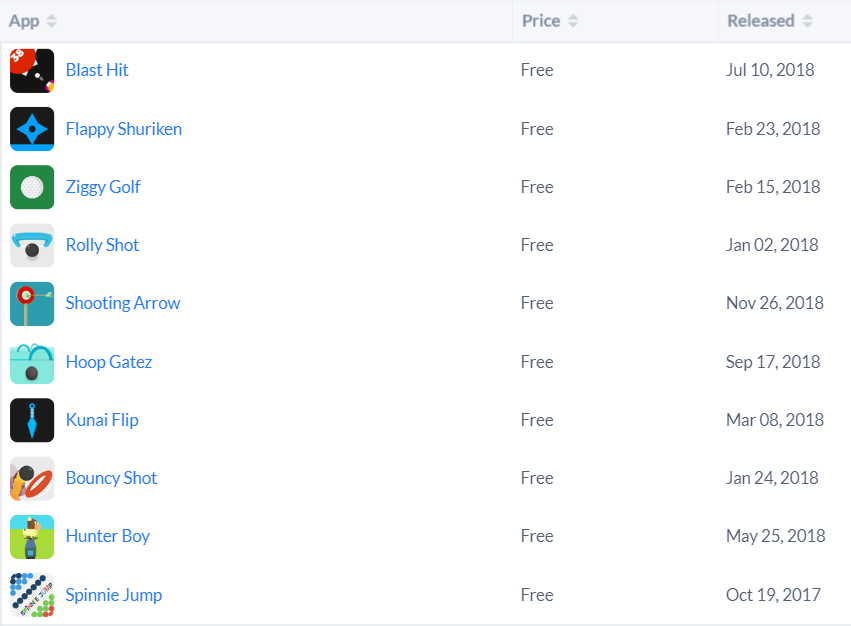 App Price Released
Blast Hit Free Jul 10, 2018
Flappy Shuriken Free Feb 23, 2018
Ziggy Golf Free Feb 15, 2018
Rolly Shot Free Jan 02, 2018
Shooting Arrow Free Nov 26, 2018
Hoop Gatez Free Sep 17, 2018
Kunai Flip Free Mar 08, 2018
Bouncy Shot Free Jan 24, 2018
Hunter Boy Free May 25, 2018
SPINNIE JUMP
Spinnie Jump Free Oct 19, 2017